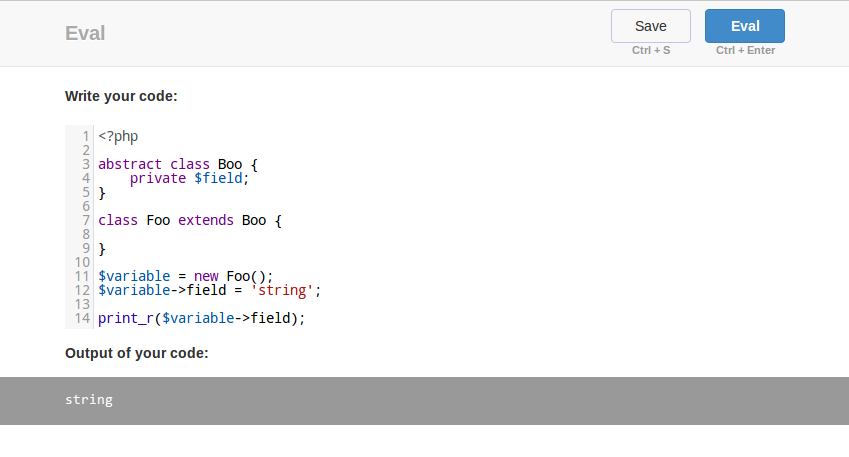 Eval
Save
Eval
Ctrl + S
Ctrl + Enter
Write your code:
1 <?php
2
3 abstract class Boo {
4     private $field;
5 }
6
7 class Foo extends Boo {
8
9 }
10
11 $variable = new Foo();
12 $variable->field = 'string';
13
14 print_r($variable->field);
Output of your code:
string